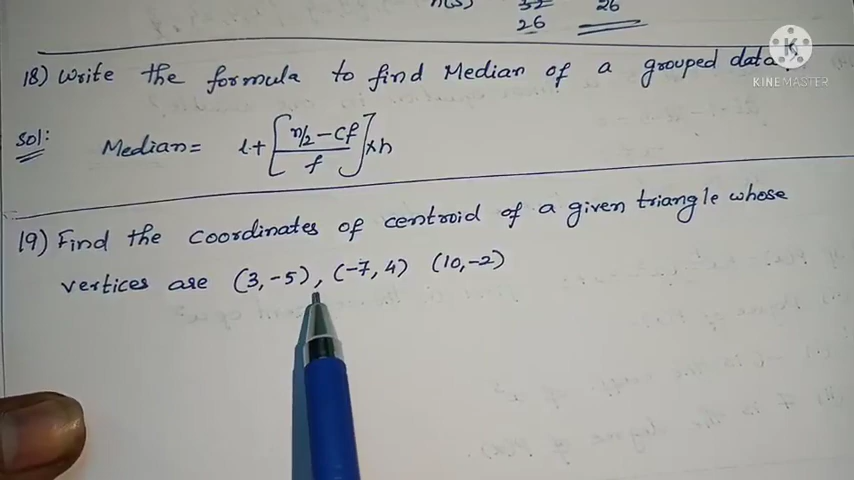 26
26
K
KINEMASTER
18) Write the formula to find Median of a grouped data.
Sol: Median = l + [n/2 - cf / f] x h
19) Find the coordinates of centroid of a given triangle whose
vertices are (3, -5), (-7, 4) (10, -2)